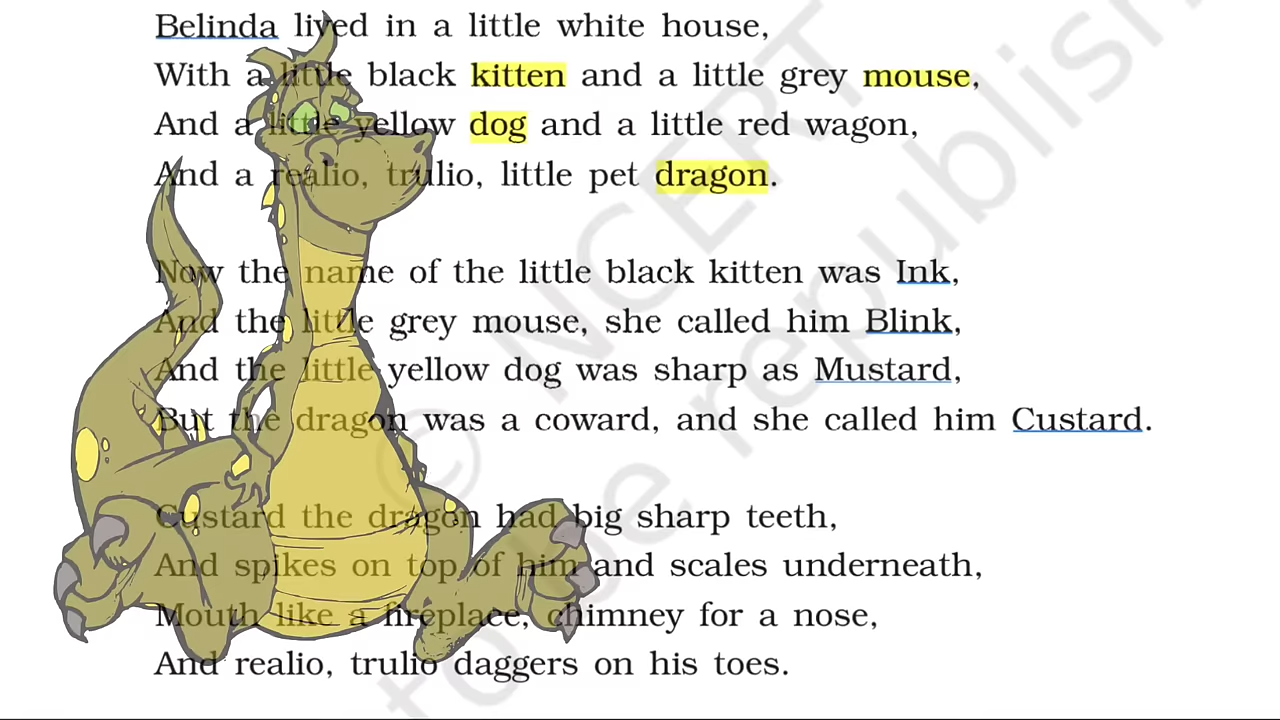 Belinda lived in a little white house,
With a little black kitten and a little grey mouse,
And a little yellow dog and a little red wagon,
And a realio, trulio, little pet dragon.
Now the name of the little black kitten was Ink,
And the little grey mouse, she called him Blink,
And the little yellow dog was sharp as Mustard,
But the dragon was a coward, and she called him Custard.
Custard the dragon had big sharp teeth,
And spikes on top of him and scales underneath,
Mouth like a fireplace, chimney for a nose,
And realio, trulio daggers on his toes.
© NCERT
to be republish